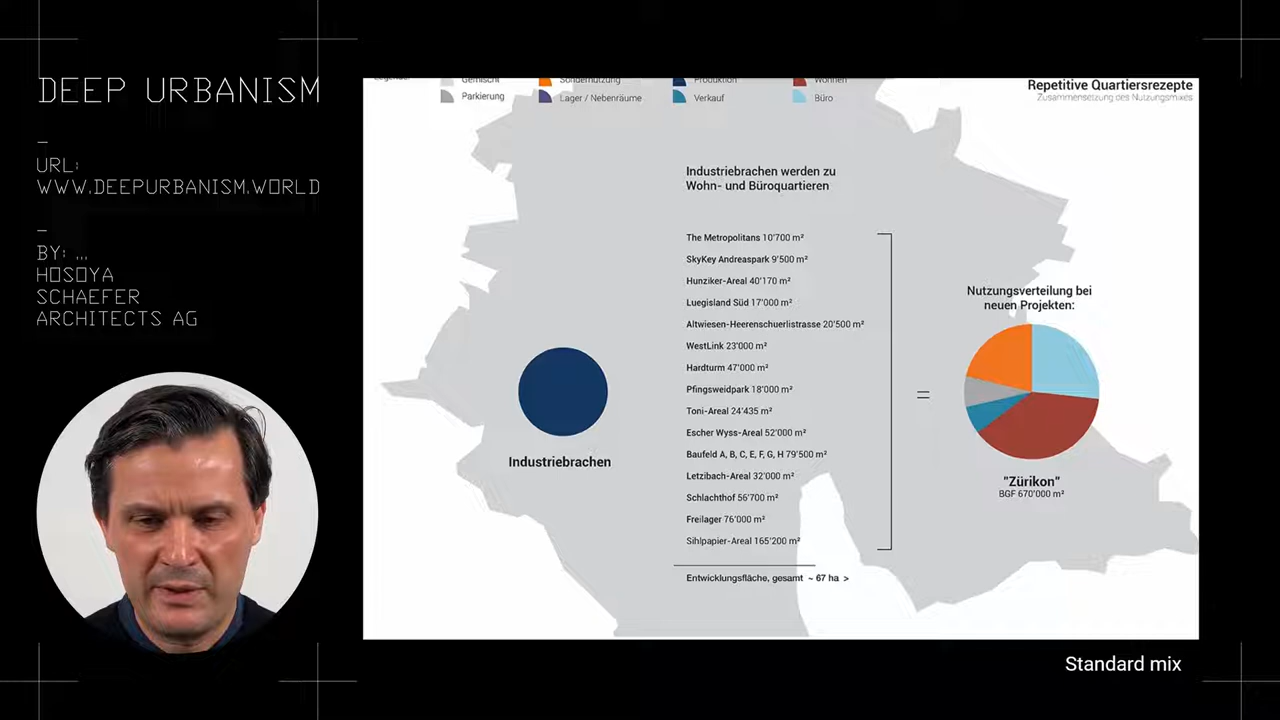 DEEP URBANISM
–
URL:
WWW.DEEPURBANISM.WORLD
–
BY: ...
HOSOYA
SCHAEFER
ARCHITECTS AG
Gemischt Sondernutzung Produktion Wohnen
Parkierung Lager / Nebenräume Verkauf Büro
Repetitive Quartiersrezepte
Zusammensetzung des Nutzungsmixes
Industriebrachen werden zu
Wohn- und Büroquartieren
The Metropolitans 10'700 m²
SkyKey Andreaspark 9'500 m²
Hunziker-Areal 40'170 m²
Luegisland Süd 17'000 m²
Altwiesen-Heerenschuerlistrasse 20'500 m²
WestLink 23'000 m²
Hardturm 47'000 m²
Pfingsweidpark 18'000 m²
Toni-Areal 24'435 m²
Escher Wyss-Areal 52'000 m²
Baufeld A, B, C, E, F, G, H 79'500 m²
Letzibach-Areal 32'000 m²
Schlachthof 56'700 m²
Freilager 76'000 m²
Sihlpapier-Areal 165'200 m²
Entwicklungsfläche, gesamt ~ 67 ha >
Industriebrachen
=
Nutzungsverteilung bei
neuen Projekten:
"Zürikon"
BGF 670'000 m²
Standard mix